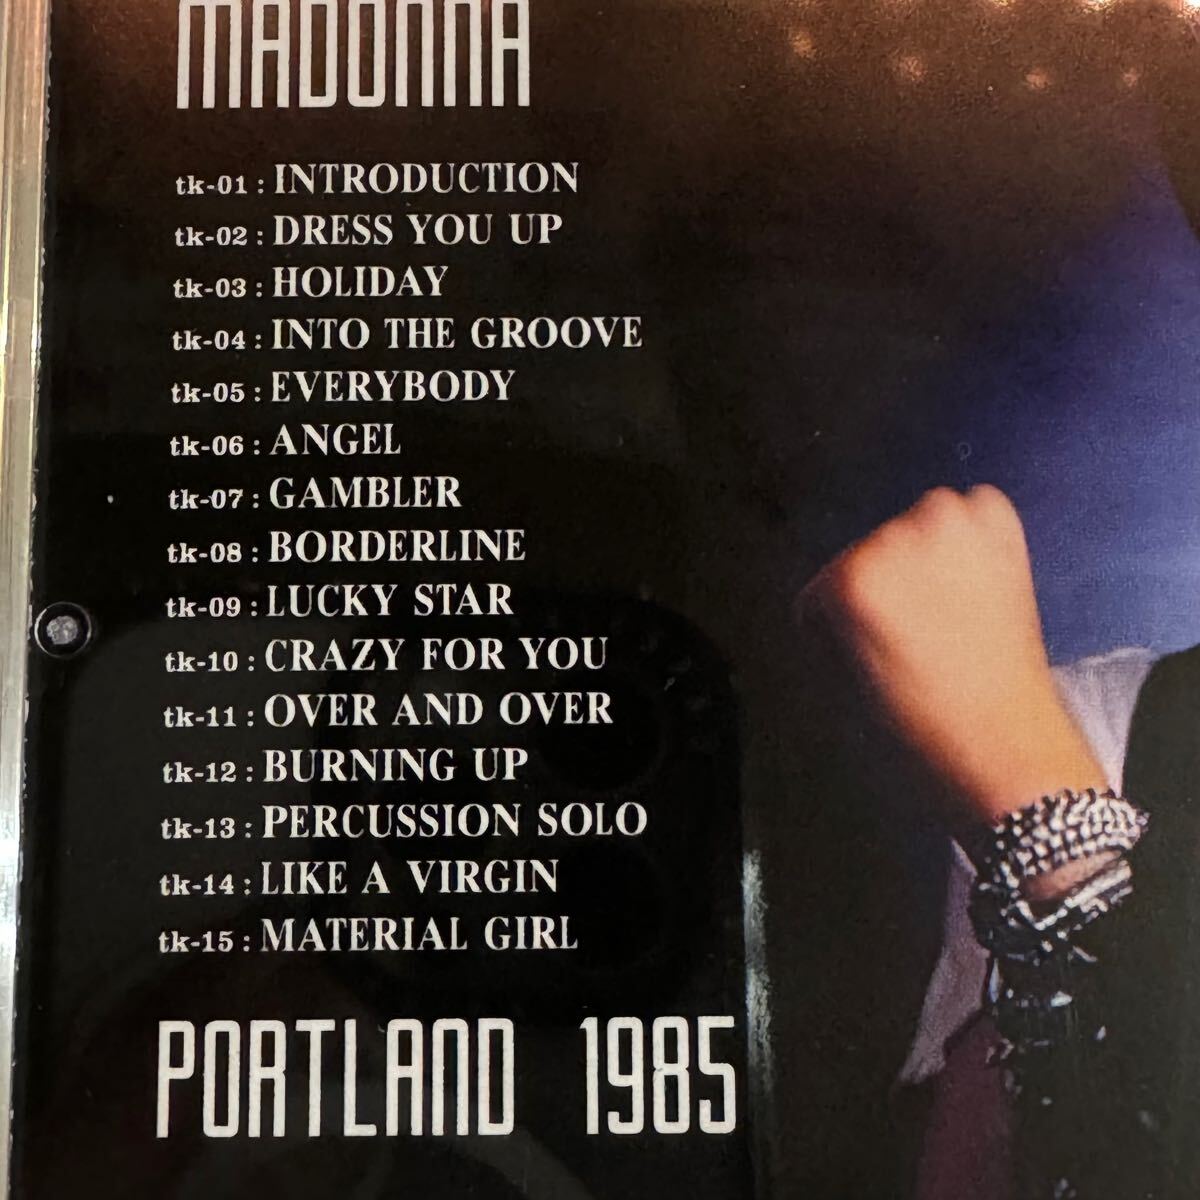 MADONNA
tk-01 : INTRODUCTION
tk-02 : DRESS YOU UP
tk-03 : HOLIDAY
tk-04 : INTO THE GROOVE
tk-05 : EVERYBODY
tk-06 : ANGEL
tk-07 : GAMBLER
tk-08 : BORDERLINE
tk-09 : LUCKY STAR
tk-10 : CRAZY FOR YOU
tk-11 : OVER AND OVER
tk-12 : BURNING UP
tk-13 : PERCUSSION SOLO
tk-14 : LIKE A VIRGIN
tk-15 : MATERIAL GIRL
PORTLAND 1985